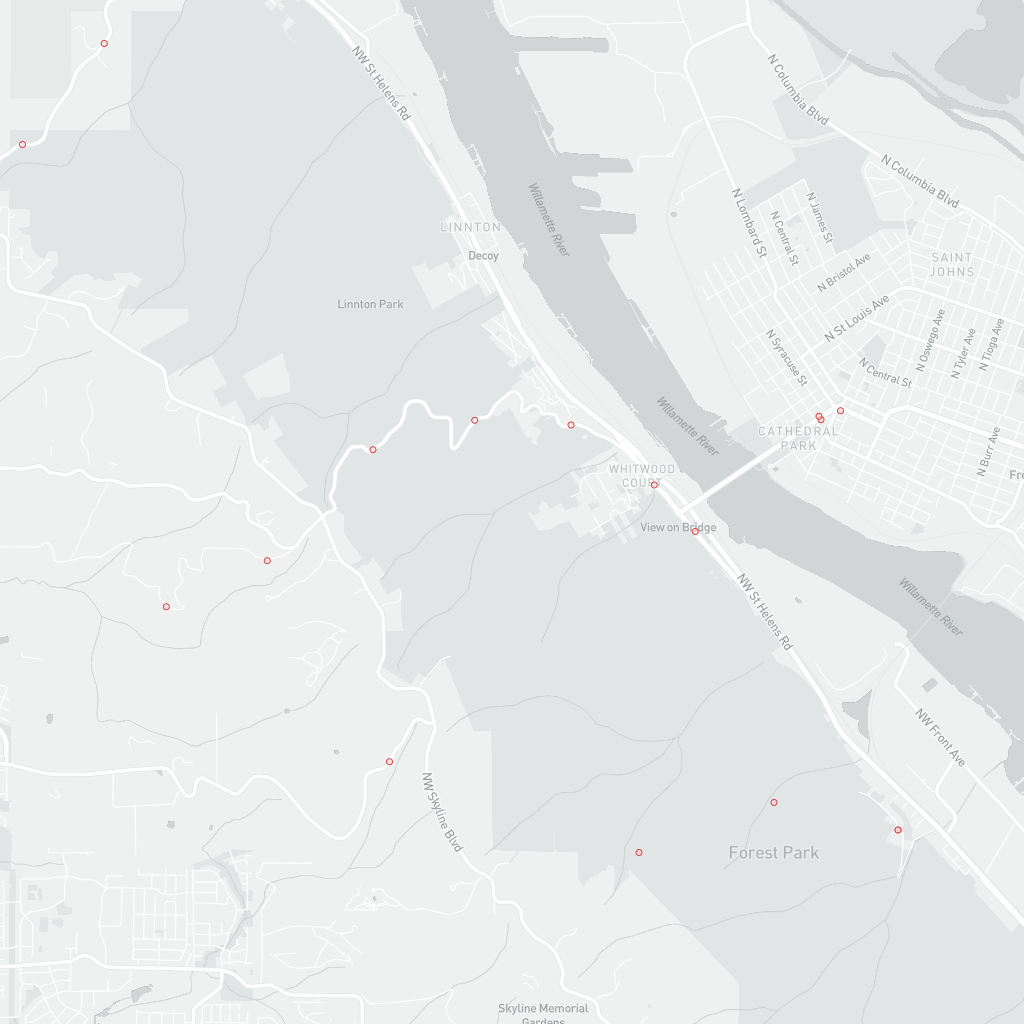 NW St Helens Rd
N Columbia Blvd
N Columbia Blvd
Willamette River
N Lombard St
N Central St
N James St
LINNTON
Decoy
SAINT
JOHNS
N Bristol Ave
Linnton Park
N St Louis Ave
N Syracuse St
N Oswego Ave
N Tyler Ave
N Tioga Ave
N Central St
Willamette River
CATHEDRAL
PARK
N Burr Ave
Fre
WHITWOOD
COURT
View on Bridge
NW St Helens Rd
Willamette River
NW Front Ave
NW Skyline Blvd
Forest Park
Skyline Memorial
Gardens